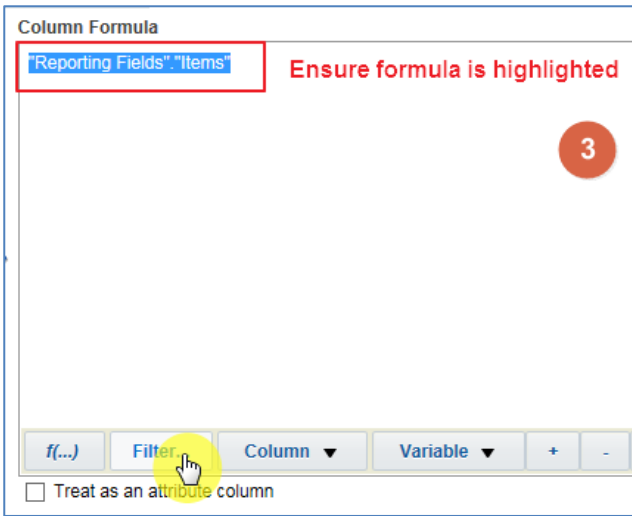 Column Formula
"Reporting Fields"."Items"
Ensure formula is highlighted
3
f(...) Filter... Column ▼ Variable ▼ + -
Treat as an attribute column